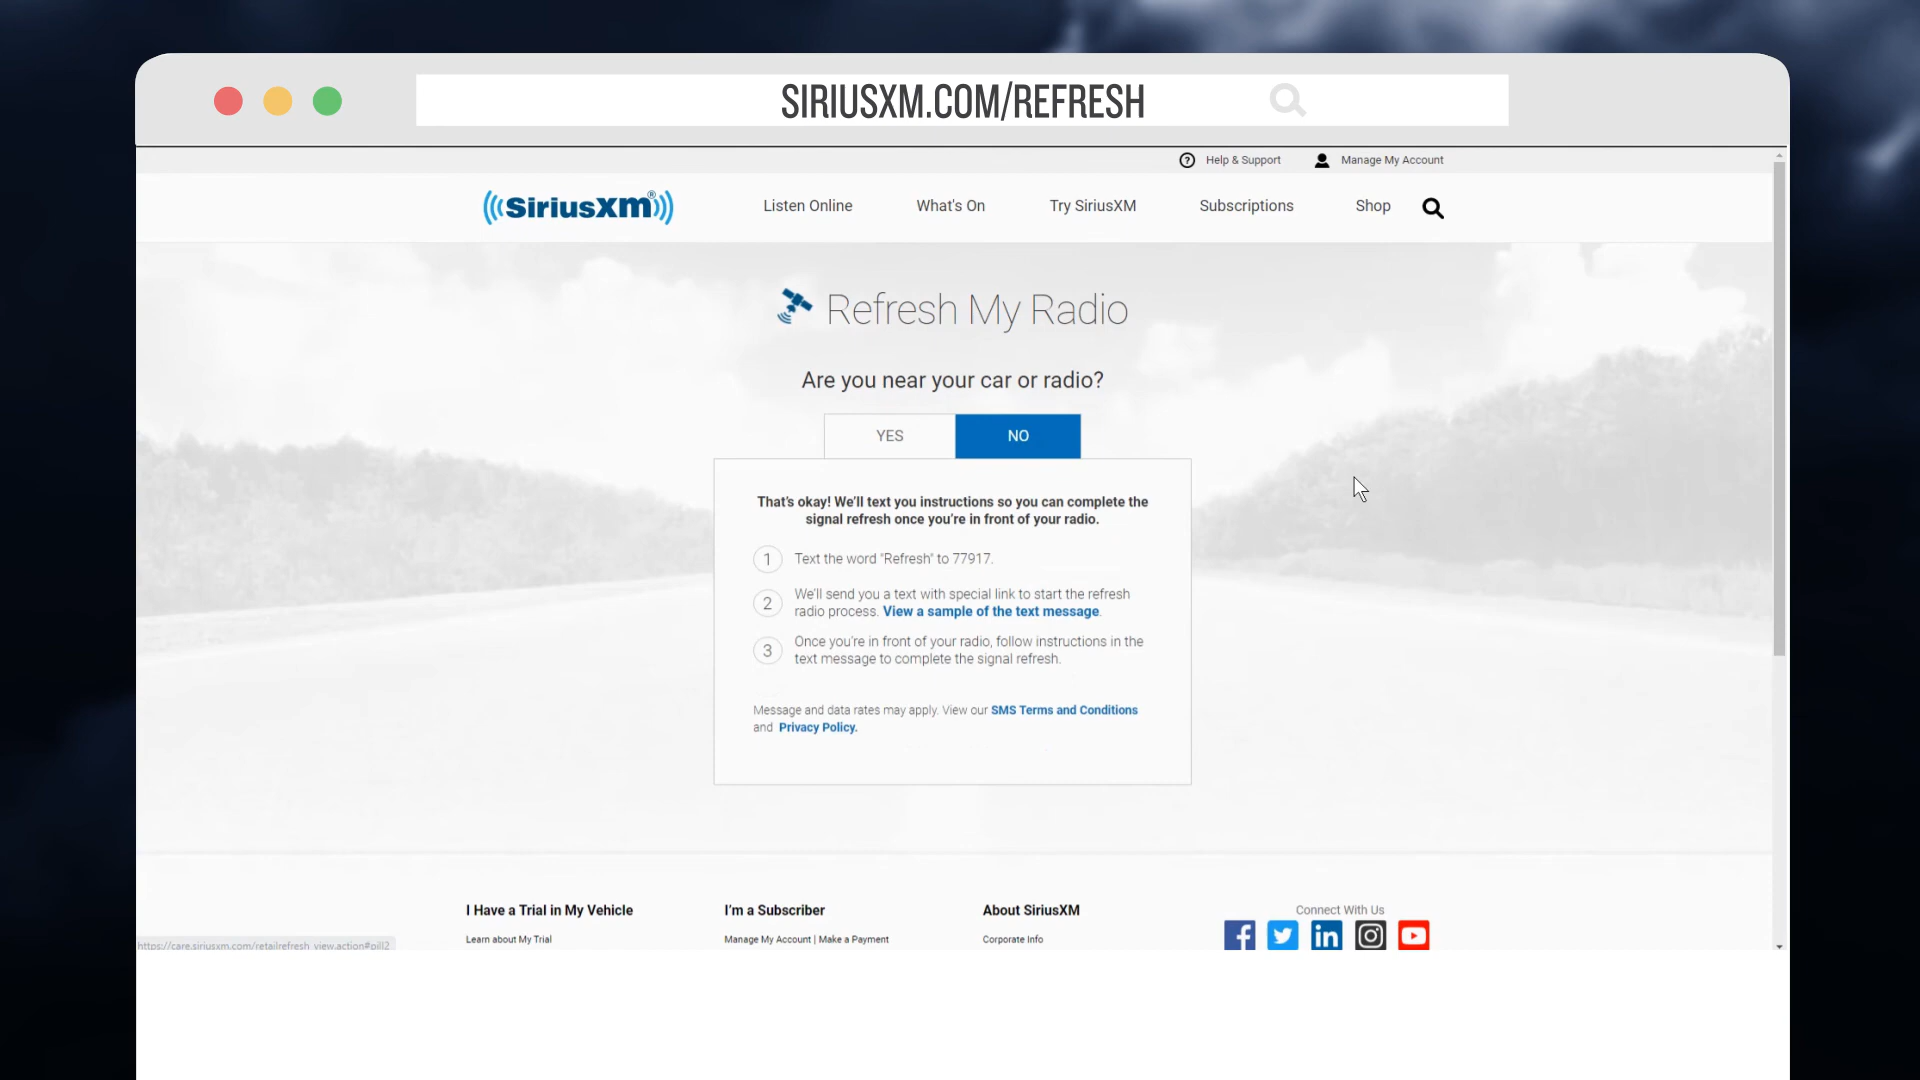 SIRIUSXM.COM/REFRESH
? Help & Support Manage My Account
((SiriusXM®)) Listen Online What's On Try SiriusXM Subscriptions Shop
Refresh My Radio
Are you near your car or radio?
YES NO
That's okay! We'll text you instructions so you can complete the
signal refresh once you're in front of your radio.
1 Text the word "Refresh" to 77917.
2 We'll send you a text with special link to start the refresh
radio process. View a sample of the text message.
3 Once you're in front of your radio, follow instructions in the
text message to complete the signal refresh.
Message and data rates may apply. View our SMS Terms and Conditions
and Privacy Policy.
I Have a Trial in My Vehicle I'm a Subscriber About SiriusXM Connect With Us
Learn about My Trial Manage My Account | Make a Payment Corporate Info
https://care.siriusxm.com/retailrefresh_view.action#pill2